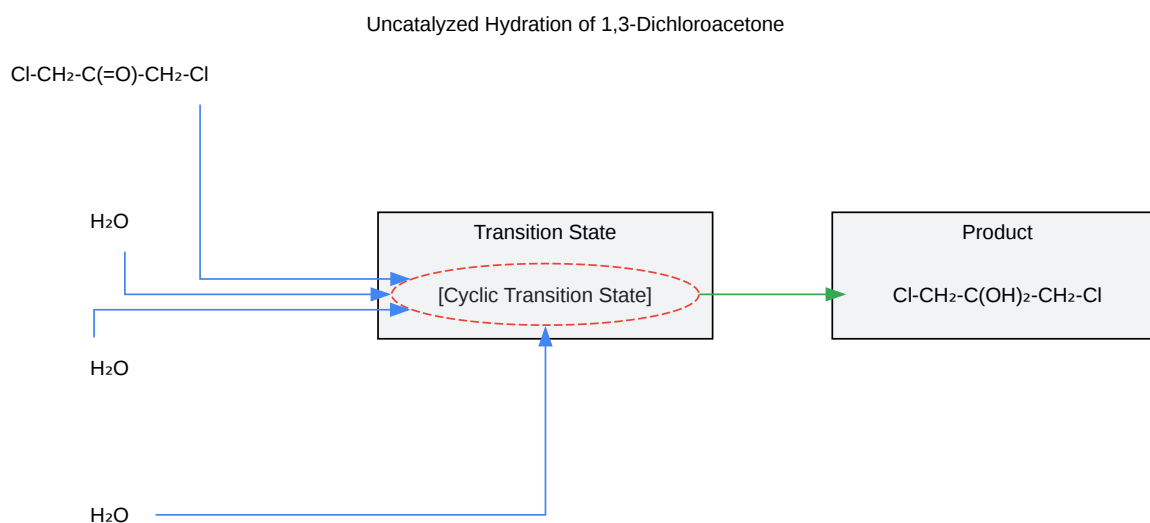 Uncatalyzed Hydration of 1,3-Dichloroacetone
Cl-CH₂-C(=O)-CH₂-Cl
H₂O
Transition State
Product
[Cyclic Transition State]
Cl-CH₂-C(OH)₂-CH₂-Cl
H₂O
H₂O